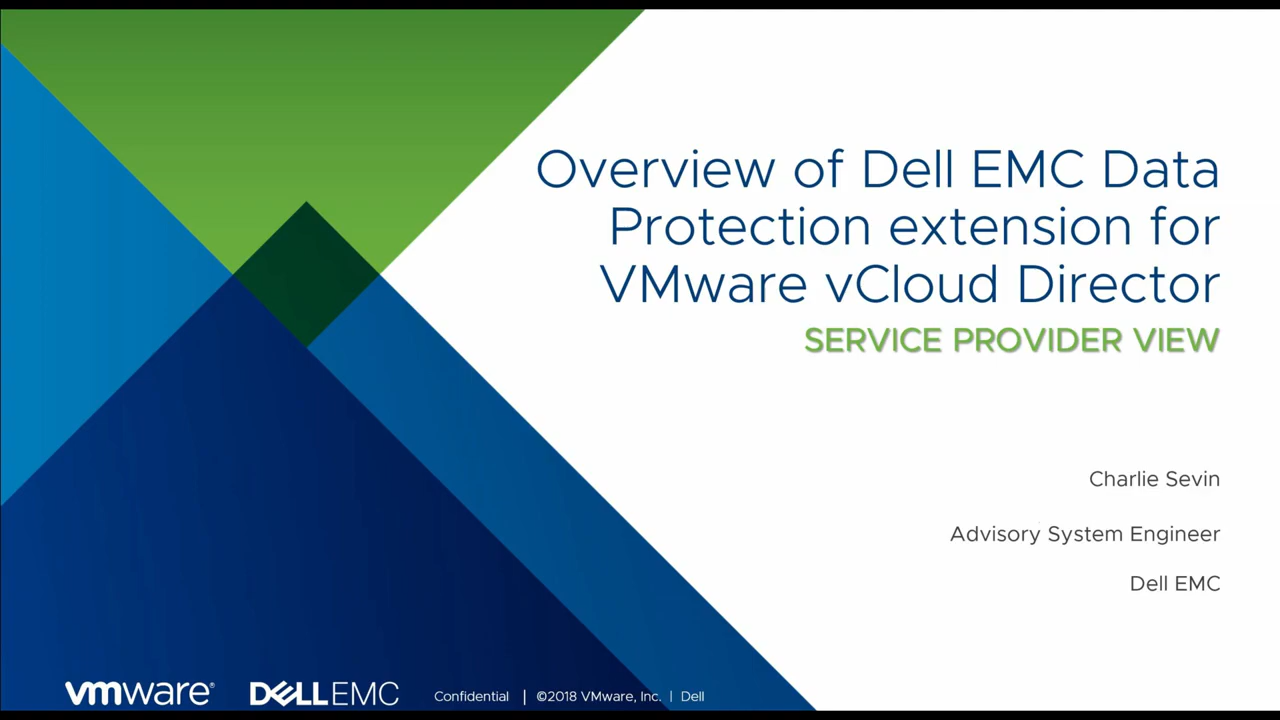 Overview of Dell EMC Data
Protection extension for
VMware vCloud Director
SERVICE PROVIDER VIEW
Charlie Sevin
Advisory System Engineer
Dell EMC
vmware® DELLEMC Confidential | ©2018 VMware, Inc. | Dell